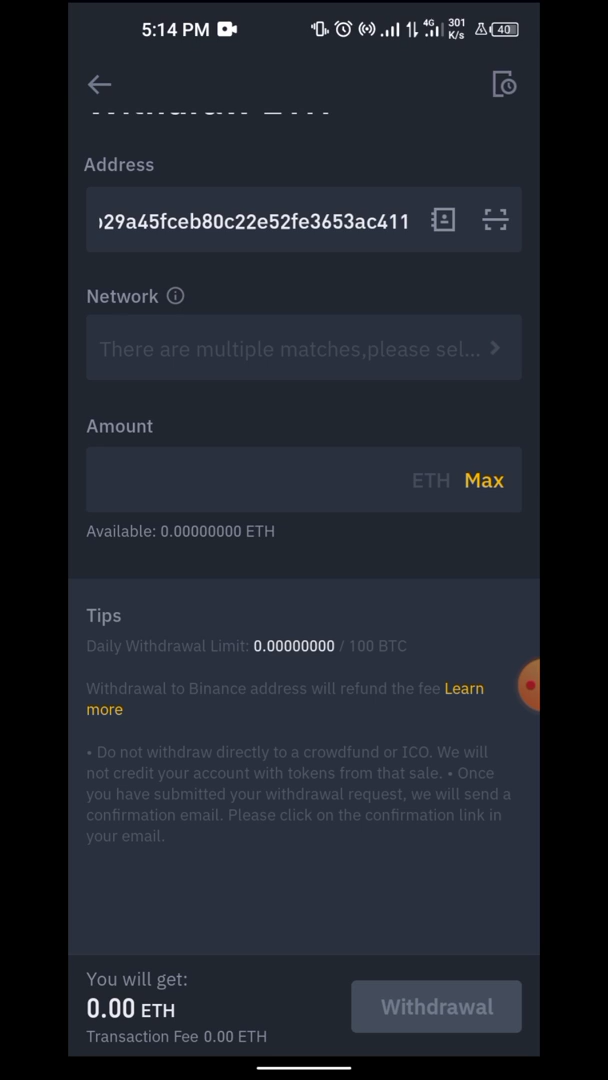 5:14 PM
4G 301 K/s 40
Address
29a45fceb80c22e52fe3653ac411
Network
There are multiple matches,please sel...
Amount
ETH Max
Available: 0.00000000 ETH
Tips
Daily Withdrawal Limit: 0.00000000 / 100 BTC
Withdrawal to Binance address will refund the fee Learn
more
• Do not withdraw directly to a crowdfund or ICO. We will
not credit your account with tokens from that sale. • Once
you have submitted your withdrawal request, we will send a
confirmation email. Please click on the confirmation link in
your email.
You will get:
0.00 ETH
Withdrawal
Transaction Fee 0.00 ETH